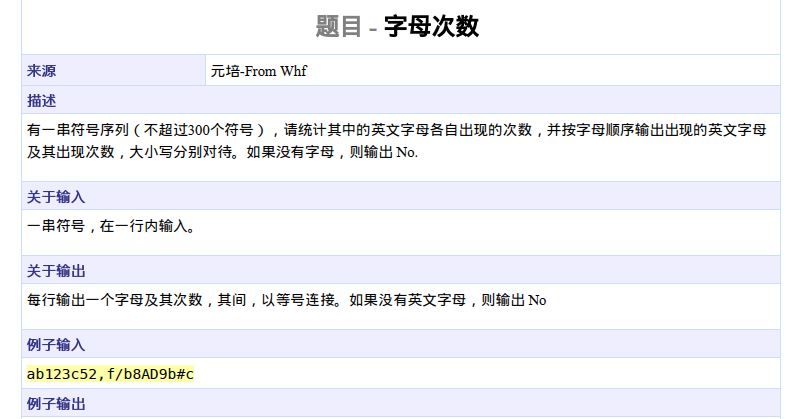 题目 - 字母次数
来源 元培-From Whf
描述
有一串符号序列（不超过300个符号），请统计其中的英文字母各自出现的次数，并按字母顺序输出出现的英文字母
及其出现次数，大小写分别对待。如果没有字母，则输出 No.
关于输入
一串符号，在一行内输入。
关于输出
每行输出一个字母及其次数，其间，以等号连接。如果没有英文字母，则输出 No
例子输入
ab123c52,f/b8AD9b#c
例子输出